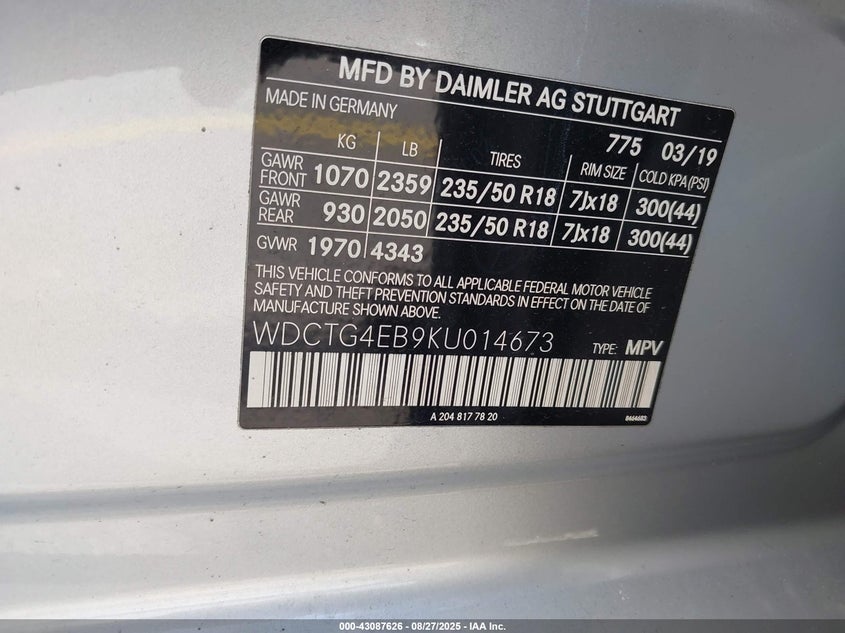 MFD BY DAIMLER AG STUTTGART
MADE IN GERMANY
775 03/19
KG LB TIRES RIM SIZE COLD KPA (PSI)
GAWR FRONT 1070 2359 235/50 R18 7Jx18 300(44)
GAWR REAR 930 2050 235/50 R18 7Jx18 300(44)
GVWR 1970 4343
THIS VEHICLE CONFORMS TO ALL APPLICABLE FEDERAL MOTOR VEHICLE
SAFETY AND THEFT PREVENTION STANDARDS IN EFFECT ON THE DATE OF
MANUFACTURE SHOWN ABOVE.
WDCTG4EB9KU014673 TYPE: MPV
A 204 817 78 20
000-43087626 - 08/27/2025 - IAA Inc.